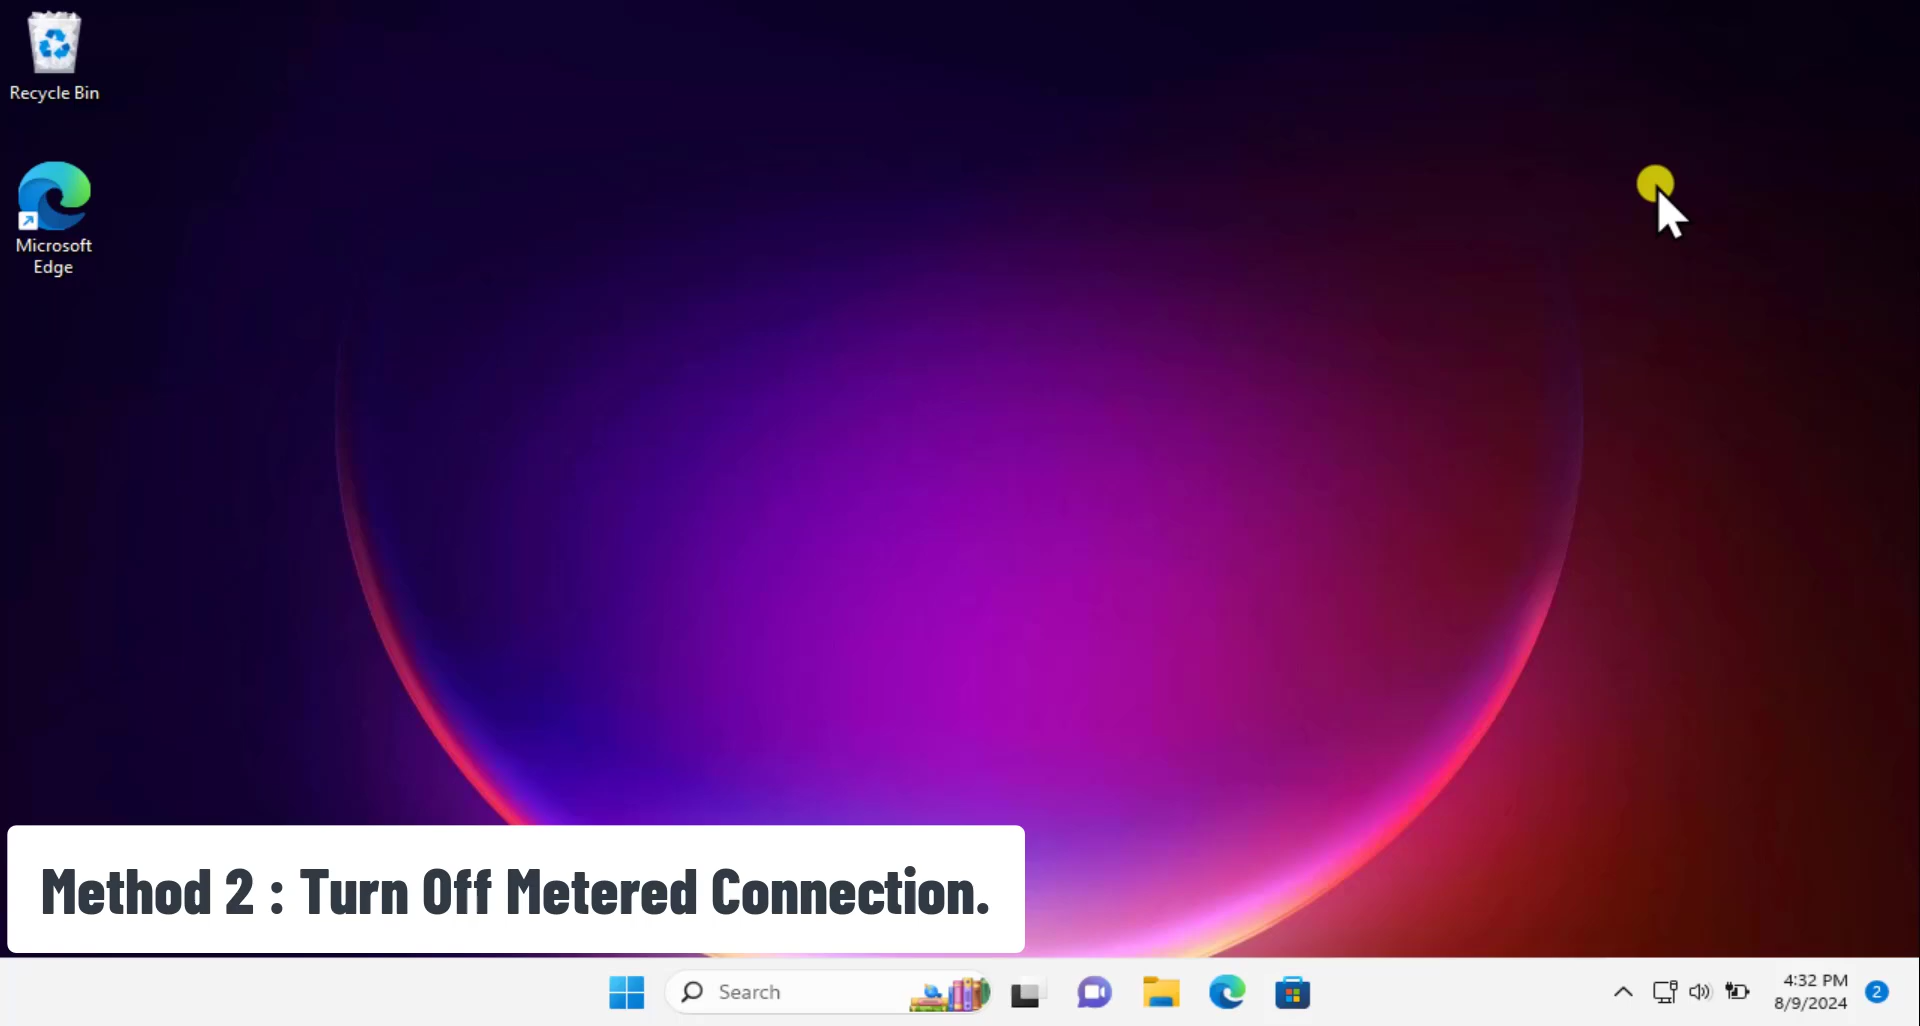 Recycle Bin
Microsoft
Edge
Method 2 : Turn Off Metered Connection.
Search
4:32 PM
8/9/2024
2